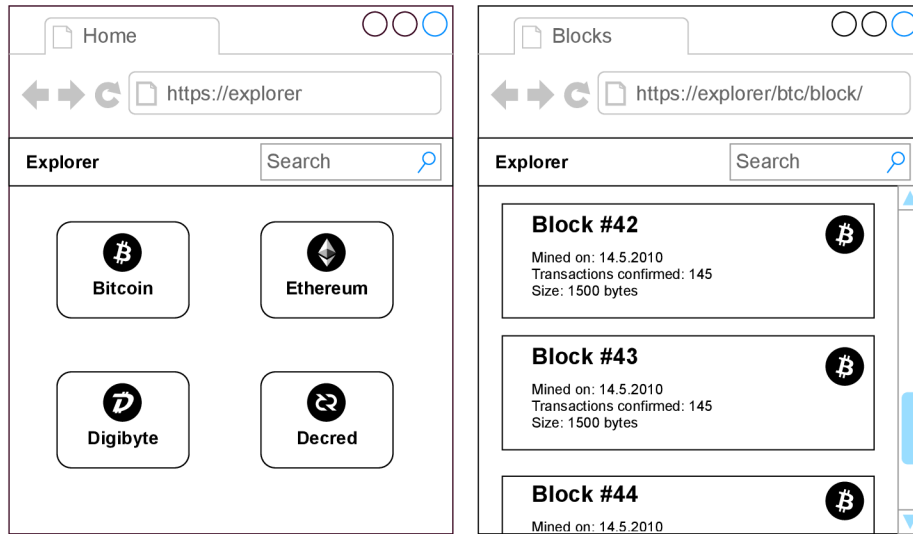 Home
https://explorer
Explorer
Search
Bitcoin
Ethereum
Digibyte
Decred
Blocks
https://explorer/btc/block/
Explorer
Search
Block #42
Mined on: 14.5.2010
Transactions confirmed: 145
Size: 1500 bytes
Block #43
Mined on: 14.5.2010
Transactions confirmed: 145
Size: 1500 bytes
Block #44
Mined on: 14.5.2010